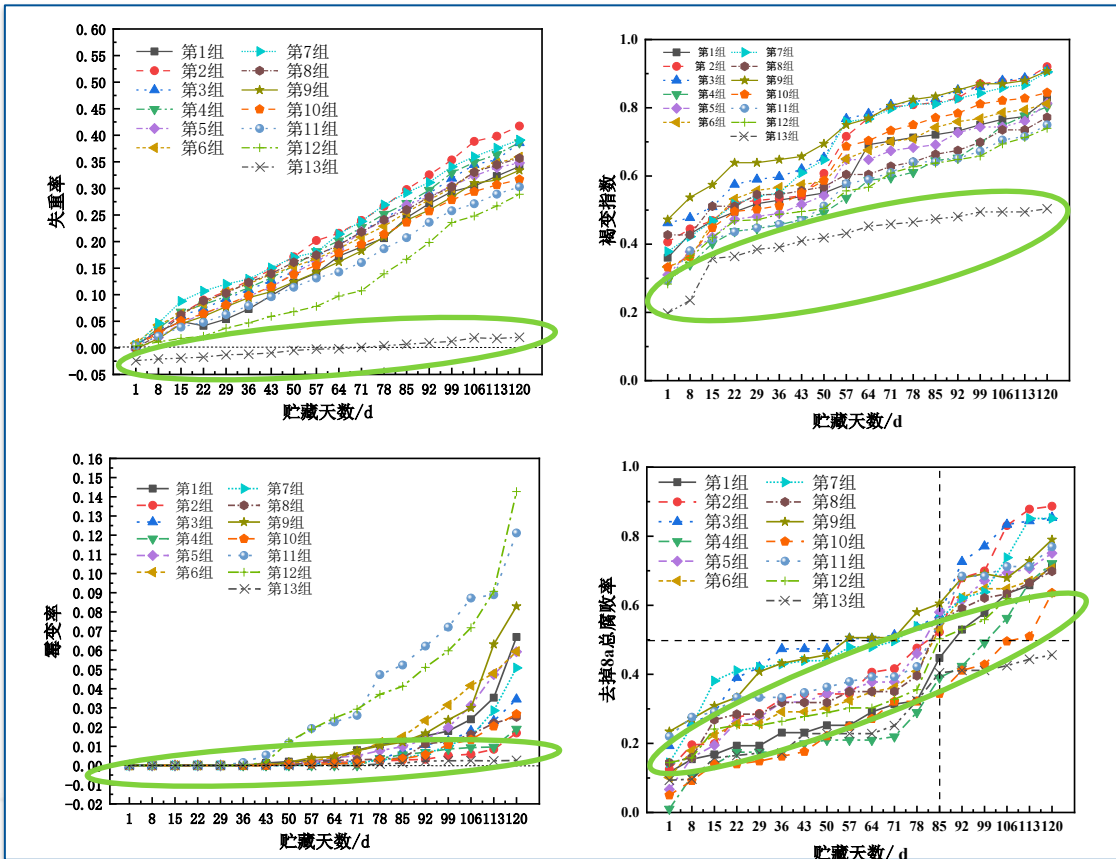 失重率
0.60
0.55
0.50
0.45
0.40
0.35
0.30
0.25
0.20
0.15
0.10
0.05
0.00
-0.05
第1组 第7组
第2组 第8组
第3组 第9组
第4组 第10组
第5组 第11组
第6组 第12组
第13组
1 8 15 22 29 36 43 50 57 64 71 78 85 92 99 106 113 120
贮藏天数/d
褐变指数
1.0
0.8
0.6
0.4
0.2
0.0
第1组 第7组
第2组 第8组
第3组 第9组
第4组 第10组
第5组 第11组
第6组 第12组
第13组
1 8 15 22 29 36 43 50 57 64 71 78 85 92 99 106 113 120
贮藏天数/d
霉变率
0.16
0.15
0.14
0.13
0.12
0.11
0.10
0.09
0.08
0.07
0.06
0.05
0.04
0.03
0.02
0.01
0.00
-0.01
-0.02
第1组 第7组
第2组 第8组
第3组 第9组
第4组 第10组
第5组 第11组
第6组 第12组
第13组
1 8 15 22 29 36 43 50 57 64 71 78 85 92 99 106 113 120
贮藏天数/d
去掉8a总腐败率
1.0
0.8
0.6
0.4
0.2
0.0
第1组 第7组
第2组 第8组
第3组 第9组
第4组 第10组
第5组 第11组
第6组 第12组
第13组
1 8 15 22 29 36 43 50 57 64 71 78 85 92 99 106 113 120
贮藏天数/d